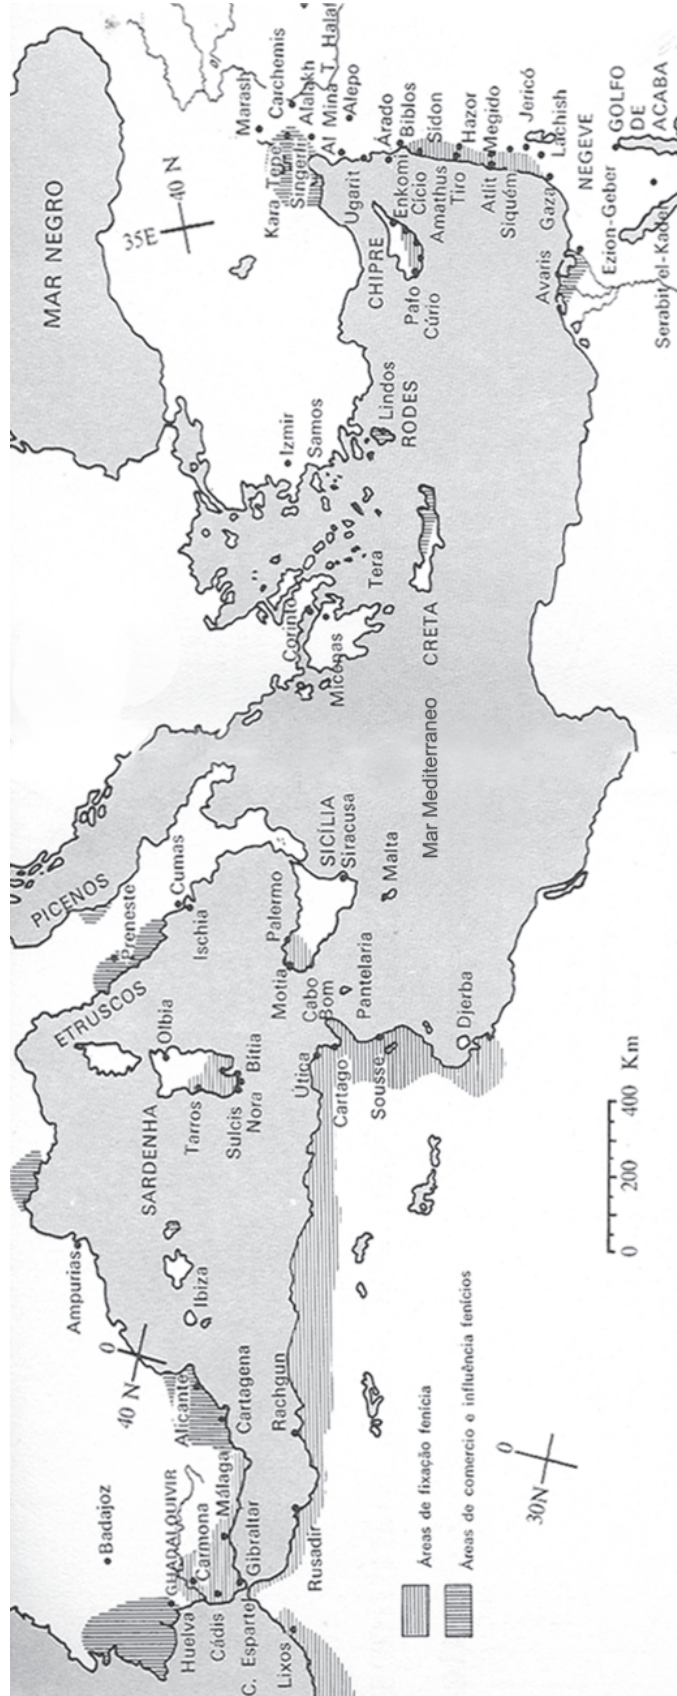 MAR NEGRO
Marash
Carchemis
Kara Tepe
Singerli
Alalakh
Al Mina
T. Halaf
Alepo
40 N
35E
Ugarit
Árado
Biblos
CHIPRE
Enkomi
Cício
Amathus
Pafo
Cúrio
Sídon
Tiro
Hazor
Megido
Atlit
Siquém
Jericó
Lachish
Gaza
NEGEVE
GOLFO
DE
ACABA
Avaris
Ezion-Geber
Serabit el-Kadem
Izmir
Samos
Lindos
RODES
Tera
Corinto
Micenas
CRETA
Mar Mediterraneo
PICENOS
Preneste
Cumas
ETRUSCOS
Ischia
Palermo
SICÍLIA
Siracusa
Motia
Malta
Cabo
Bom
Pantelaria
Olbia
SARDENHA
Tarros
Sulcis
Nora
Bitia
Útica
Cartago
Sousse
Djerba
Ampurias
Ibiza
0
40 N
Alicante
Cartagena
Rachgun
Badajoz
GUADALQUIVIR
Huelva
Carmona
Málaga
Cádis
Gibraltar
C. Espartel
Lixos
Rusadir
0
30N
0 200 400 Km
Áreas de fixação fenícia
Áreas de comercio e influência fenícios